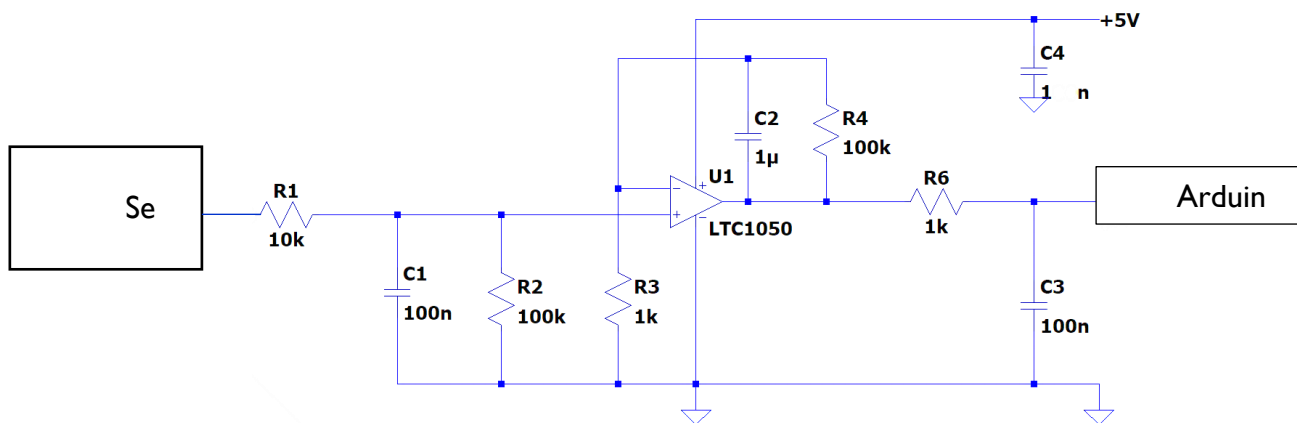 +5V
C4
1 n
C2
1µ
R4
100k
Se
R1
10k
U1
LTC1050
R6
1k
Arduin
C1
100n
R2
100k
R3
1k
C3
100n